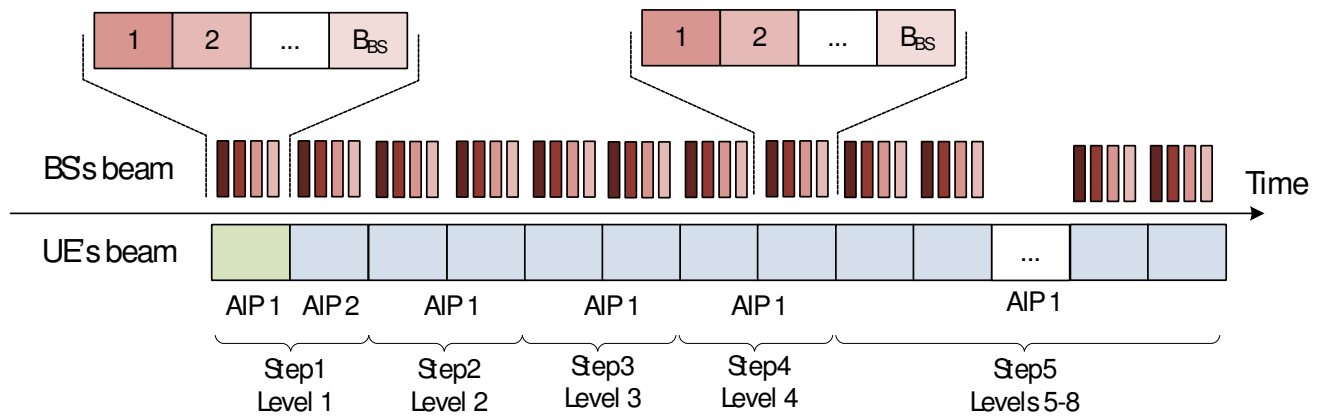 1 2 ... BBS
1 2 ... BBS
BS's beam
Time
UE's beam
...
AIP 1 AIP 2 AIP 1 AIP 1 AIP 1 AIP 1
Step1 Step2 Step3 Step4 Step5
Level 1 Level 2 Level 3 Level 4 Levels 5-8